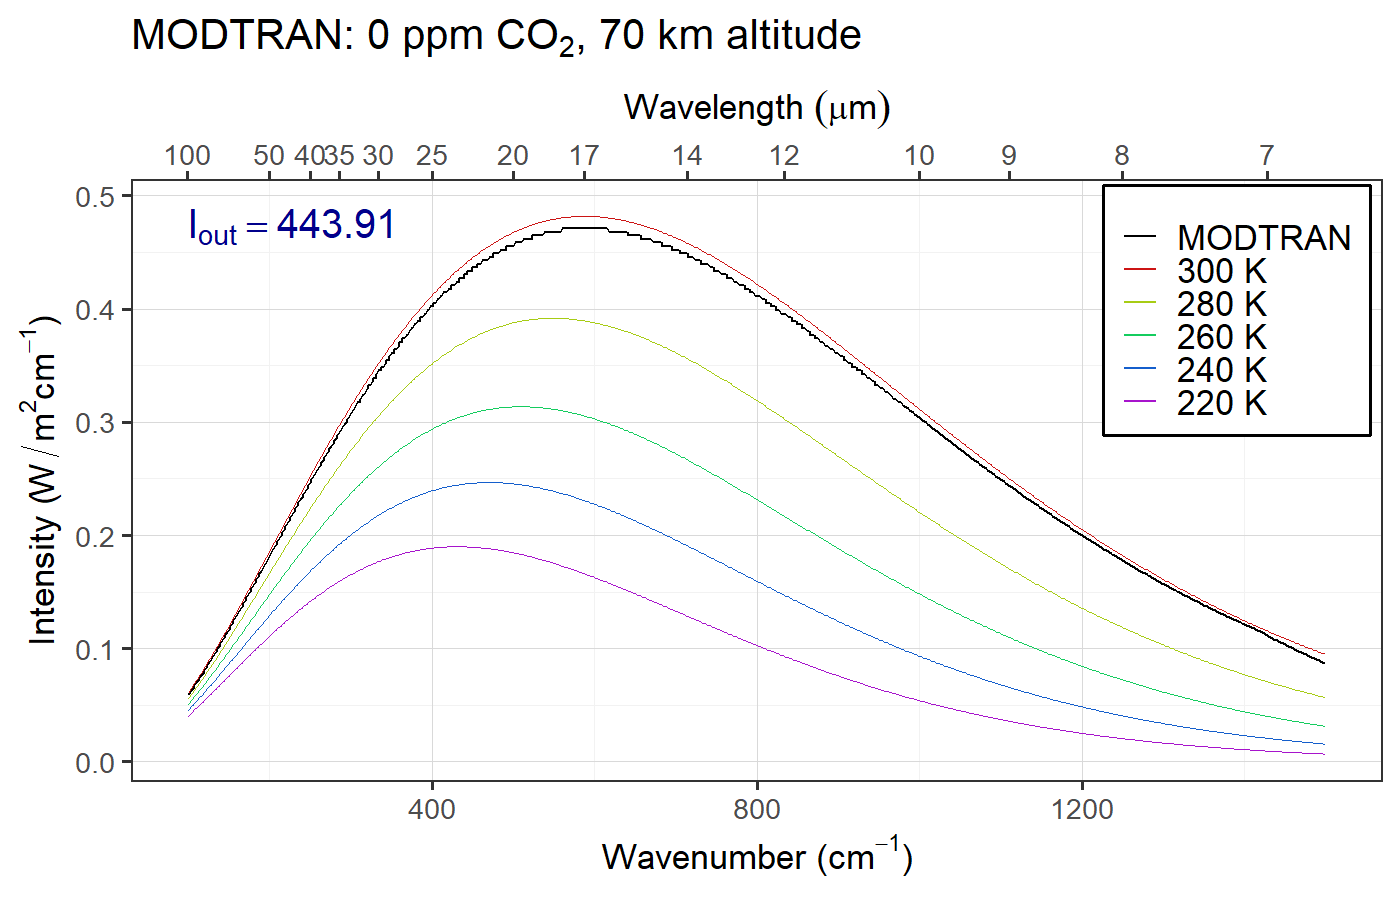 MODTRAN: 0 ppm CO₂, 70 km altitude
Wavelength (μm)
100 50 40 35 30 25 20 17 14 12 10 9 8 7
I_out = 443.91
MODTRAN
300 K
280 K
260 K
240 K
220 K
0.5
0.4
0.3
0.2
0.1
0.0
Intensity (W / m²cm⁻¹)
400 800 1200
Wavenumber (cm⁻¹)